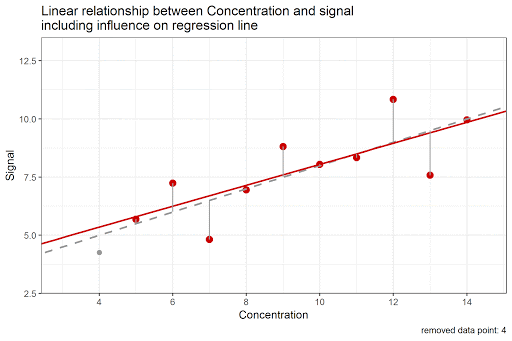 Linear relationship between Concentration and signal
including influence on regression line
12.5
10.0
7.5
5.0
2.5
Signal
4 6 8 10 12 14
Concentration
removed data point: 4